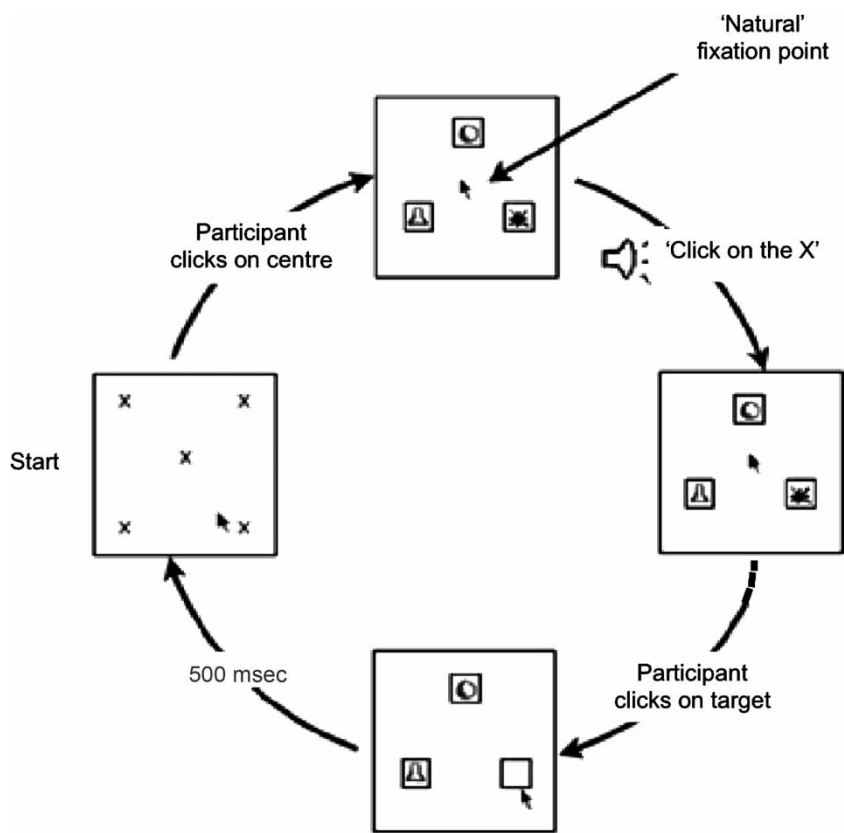 'Natural'
fixation point
Participant
clicks on centre
'Click on the X'
x x
x
x x
Start
500 msec
Participant
clicks on target